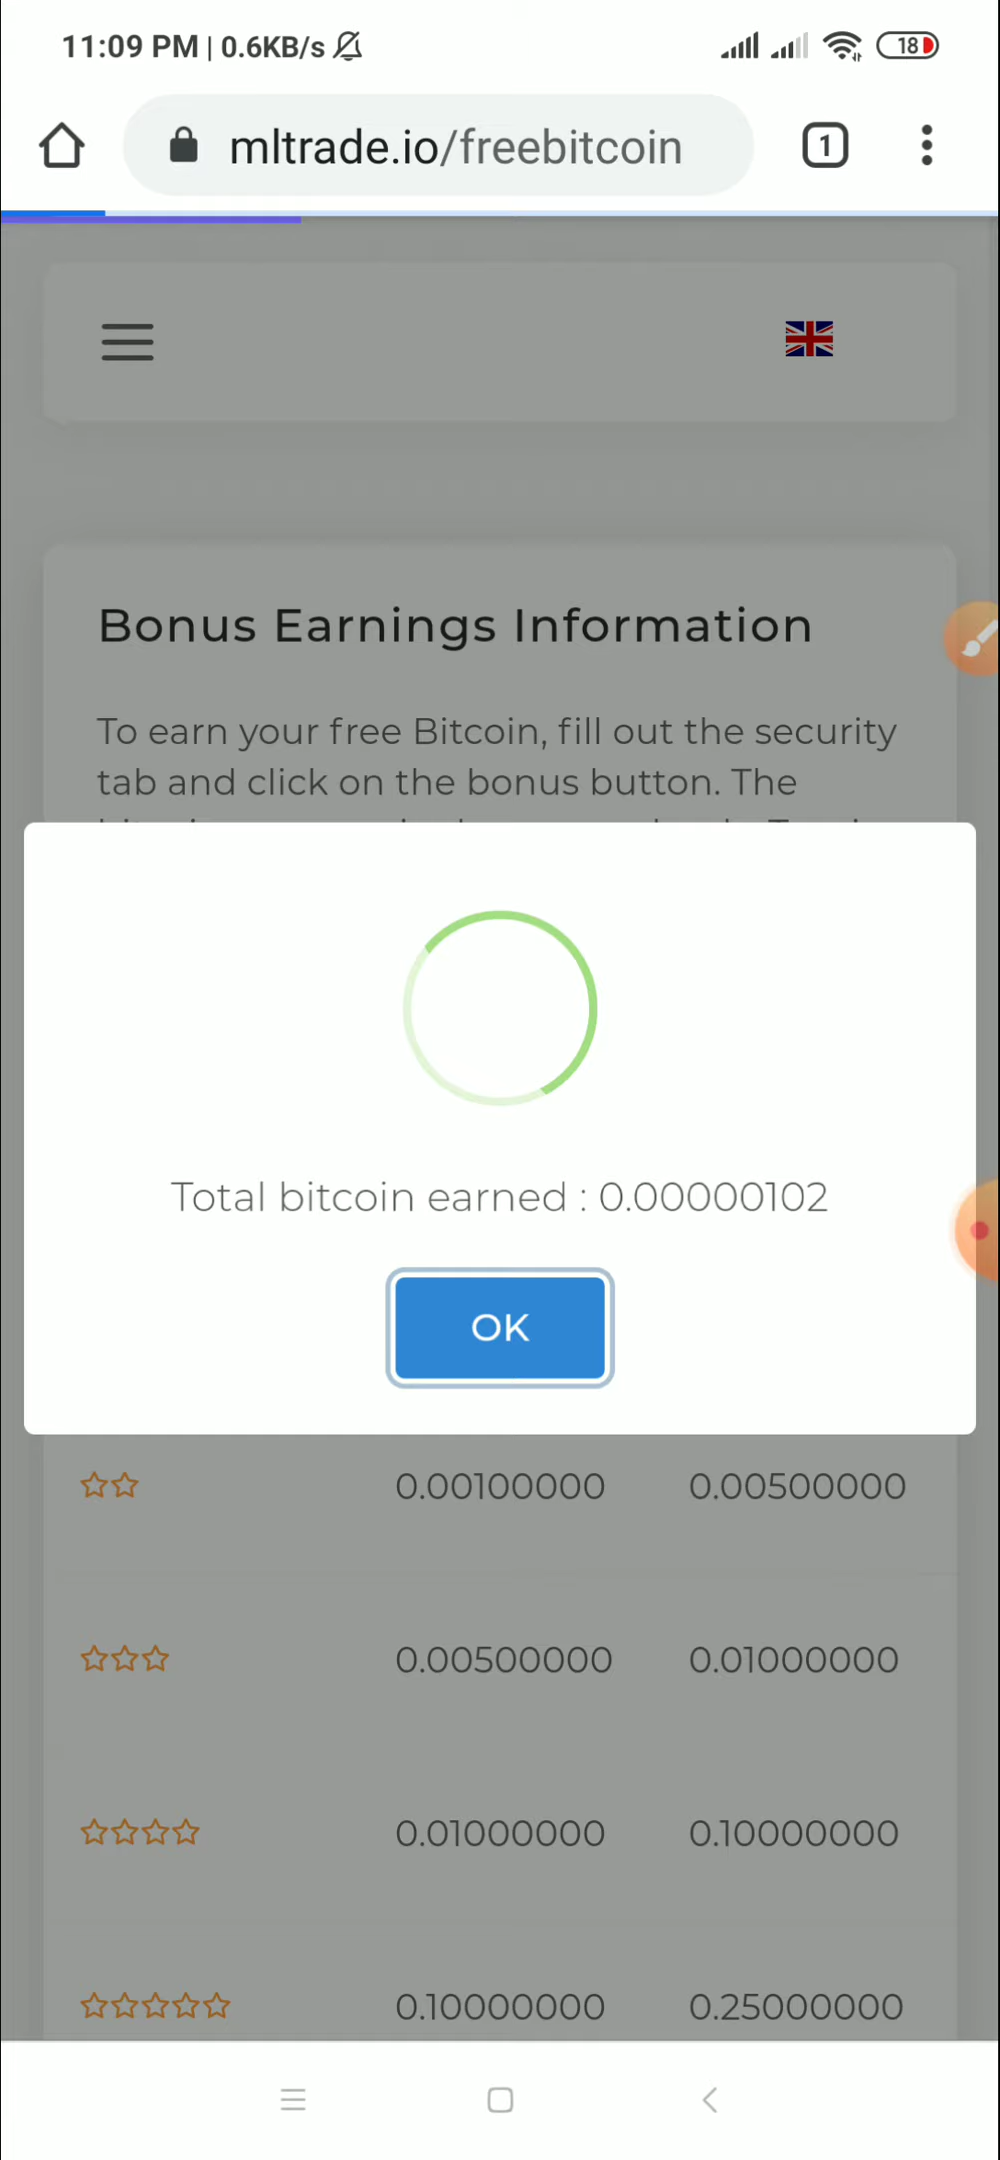 11:09 PM | 0.6KB/s
18
mltrade.io/freebitcoin
1
Bonus Earnings Information
To earn your free Bitcoin, fill out the security
tab and click on the bonus button. The
Total bitcoin earned : 0.00000102
OK
0.00100000 0.00500000
0.00500000 0.01000000
0.01000000 0.10000000
0.10000000 0.25000000